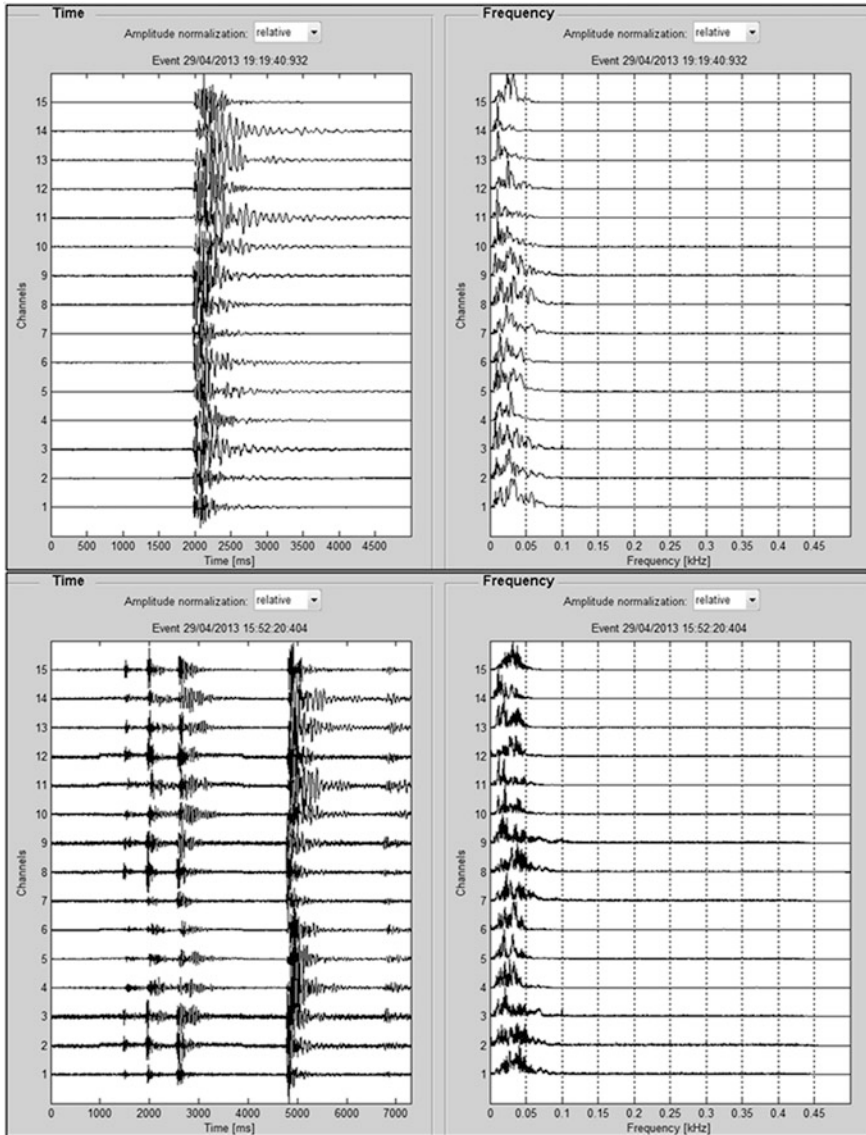 Time
Amplitude normalization: relative
Event 29/04/2013 19:19:40:932
Channels
15
14
13
12
11
10
9
8
7
6
5
4
3
2
1
0 500 1000 1500 2000 2500 3000 3500 4000 4500
Time [ms]
Frequency
Amplitude normalization: relative
Event 29/04/2013 19:19:40:932
Channels
15
14
13
12
11
10
9
8
7
6
5
4
3
2
1
0 0.05 0.1 0.15 0.2 0.25 0.3 0.35 0.4 0.45
Frequency [kHz]
Time
Amplitude normalization: relative
Event 29/04/2013 15:52:20:404
Channels
15
14
13
12
11
10
9
8
7
6
5
4
3
2
1
0 1000 2000 3000 4000 5000 6000 7000
Time [ms]
Frequency
Amplitude normalization: relative
Event 29/04/2013 15:52:20:404
Channels
15
14
13
12
11
10
9
8
7
6
5
4
3
2
1
0 0.05 0.1 0.15 0.2 0.25 0.3 0.35 0.4 0.45
Frequency [kHz]